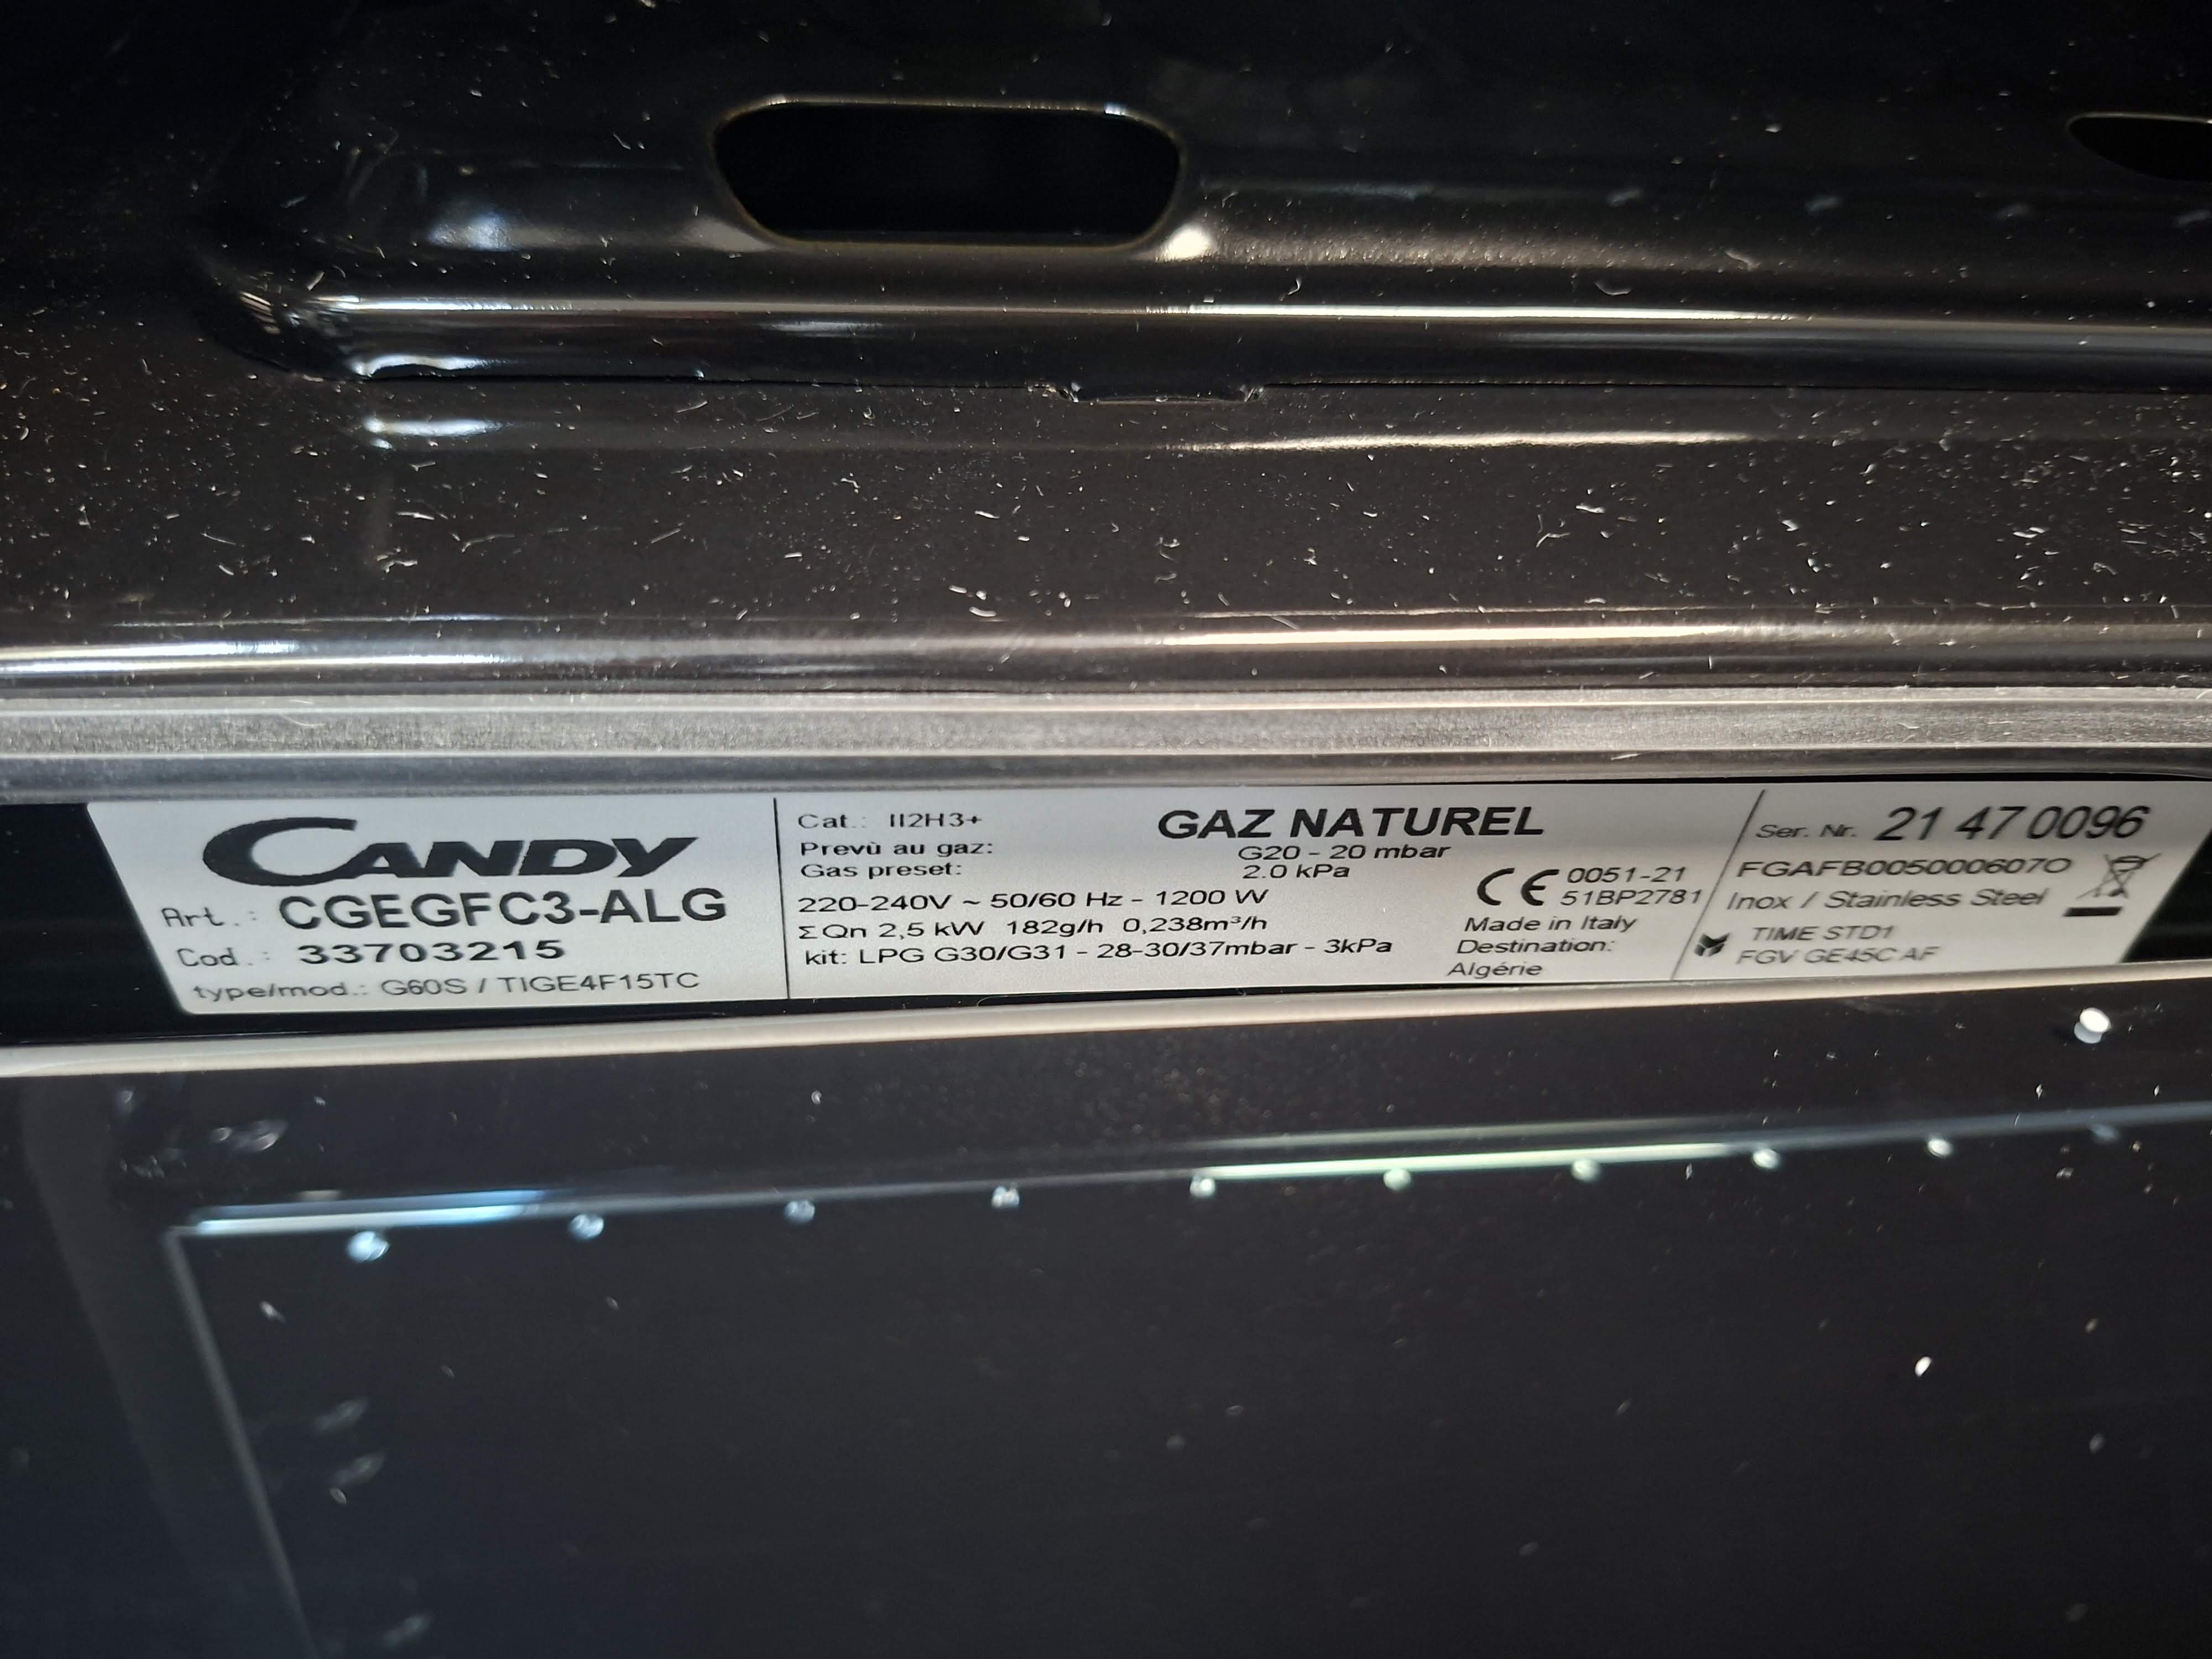 CANDY
Art.: CGEGFC3-ALG
Cod.: 33703215
type/mod.: G60S / TIGE4F15TC
Cat.: II2H3+
GAZ NATUREL
Prevù au gaz:
G20 - 20 mbar
Gas preset:
2.0 kPa
220-240V ~ 50/60 Hz - 1200 W
ΣQn 2,5 kW 182g/h 0,238m³/h
kit: LPG G30/G31 - 28-30/37mbar - 3kPa
CE 0051-21
51BP2781
Made in Italy
Destination:
Algérie
Ser. Nr. 21 47 0096
FGAFB0050006070
Inox / Stainless Steel
TIME STD1
FGV GE45C AF